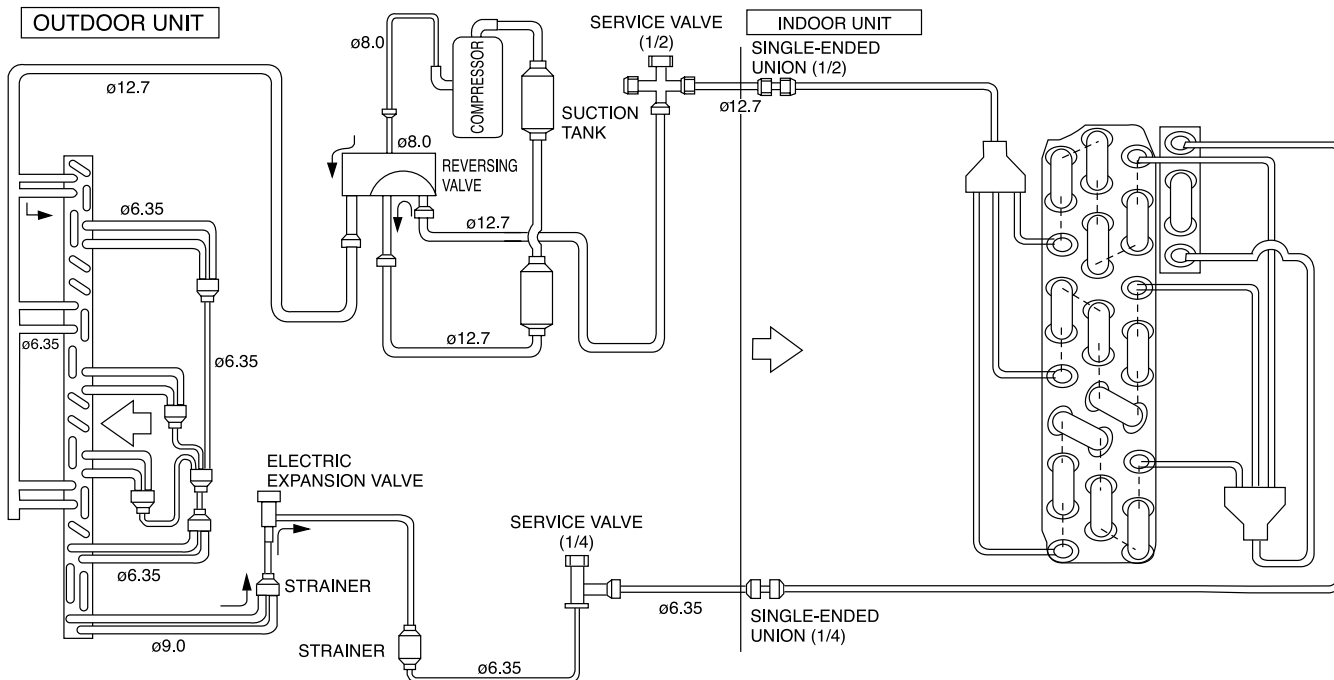 OUTDOOR UNIT
SERVICE VALVE
(1/2)
INDOOR UNIT
SINGLE-ENDED
UNION (1/2)
ø8.0
COMPRESSOR
ø12.7
ø12.7
SUCTION
TANK
ø8.0
REVERSING
VALVE
ø6.35
ø12.7
ø12.7
ø6.35
ø6.35
ELECTRIC
EXPANSION VALVE
SERVICE VALVE
(1/4)
ø6.35
STRAINER
ø6.35
SINGLE-ENDED
UNION (1/4)
ø9.0
STRAINER
ø6.35